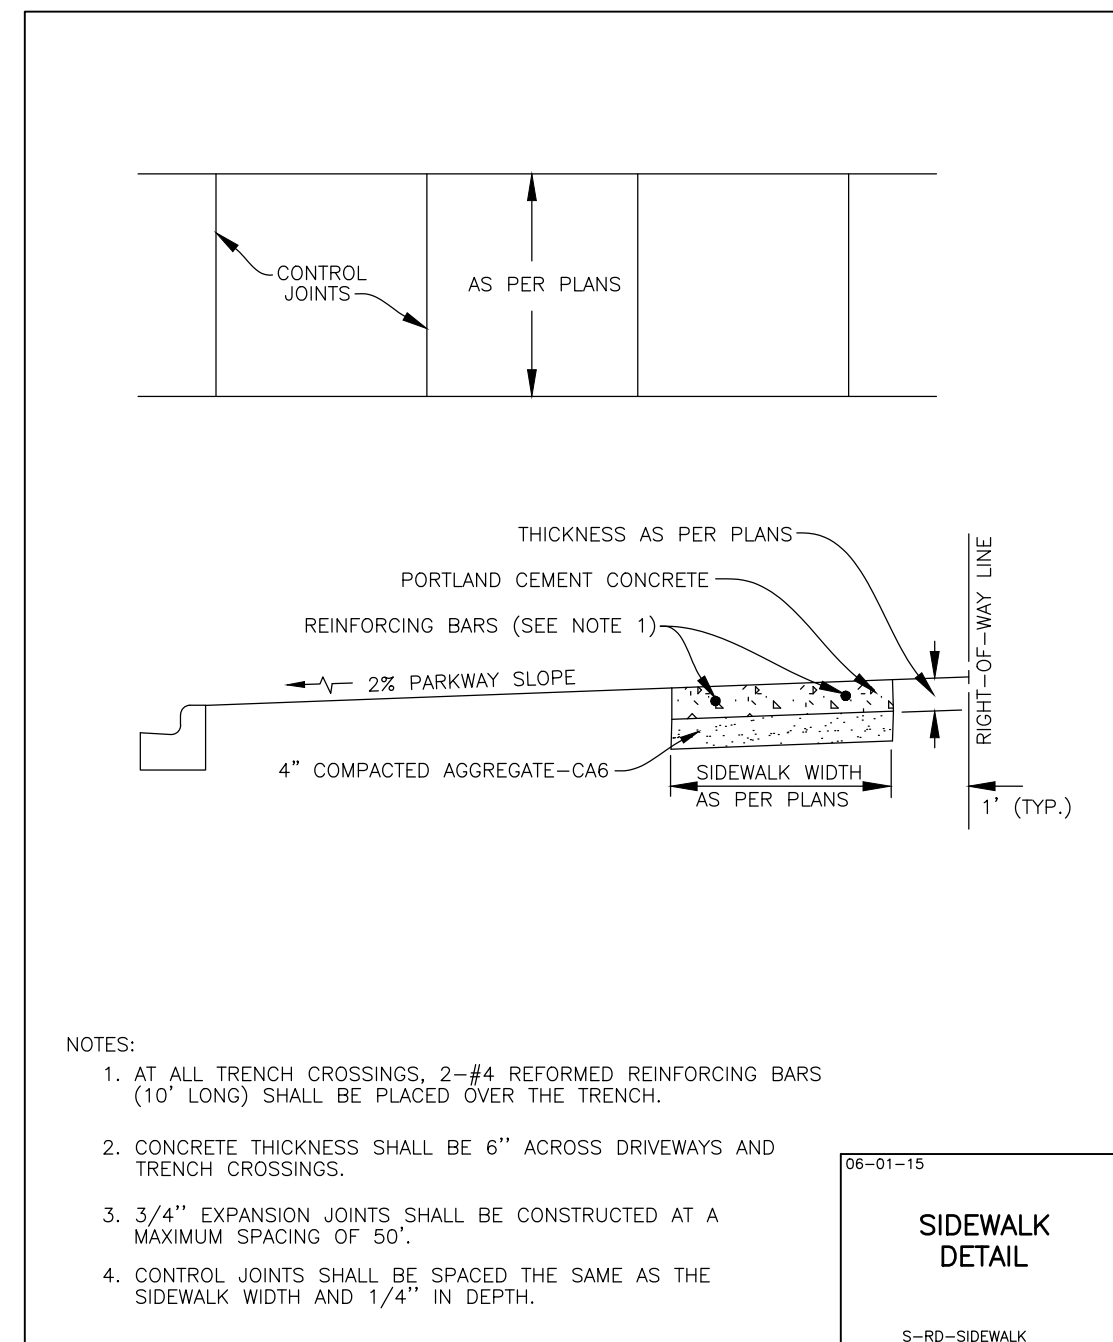 CONTROL
JOINTS
AS PER PLANS
THICKNESS AS PER PLANS
PORTLAND CEMENT CONCRETE
REINFORCING BARS (SEE NOTE 1)
2% PARKWAY SLOPE
RIGHT-OF-WAY LINE
4" COMPACTED AGGREGATE-CA6
SIDEWALK WIDTH
AS PER PLANS
1' (TYP.)
NOTES:
1. AT ALL TRENCH CROSSINGS, 2-#4 REFORMED REINFORCING BARS
(10' LONG) SHALL BE PLACED OVER THE TRENCH.
2. CONCRETE THICKNESS SHALL BE 6'' ACROSS DRIVEWAYS AND
TRENCH CROSSINGS.
3. 3/4'' EXPANSION JOINTS SHALL BE CONSTRUCTED AT A
MAXIMUM SPACING OF 50'.
4. CONTROL JOINTS SHALL BE SPACED THE SAME AS THE
SIDEWALK WIDTH AND 1/4'' IN DEPTH.
06-01-15
SIDEWALK
DETAIL
S-RD-SIDEWALK